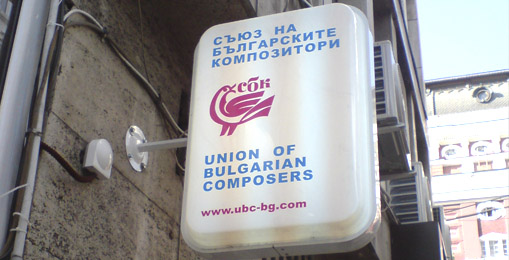 СЪЮЗ НА
БЪЛГАРСКИТЕ
КОМПОЗИТОРИ
сбк
UNION OF
BULGARIAN
COMPOSERS
www.ubc-bg.com